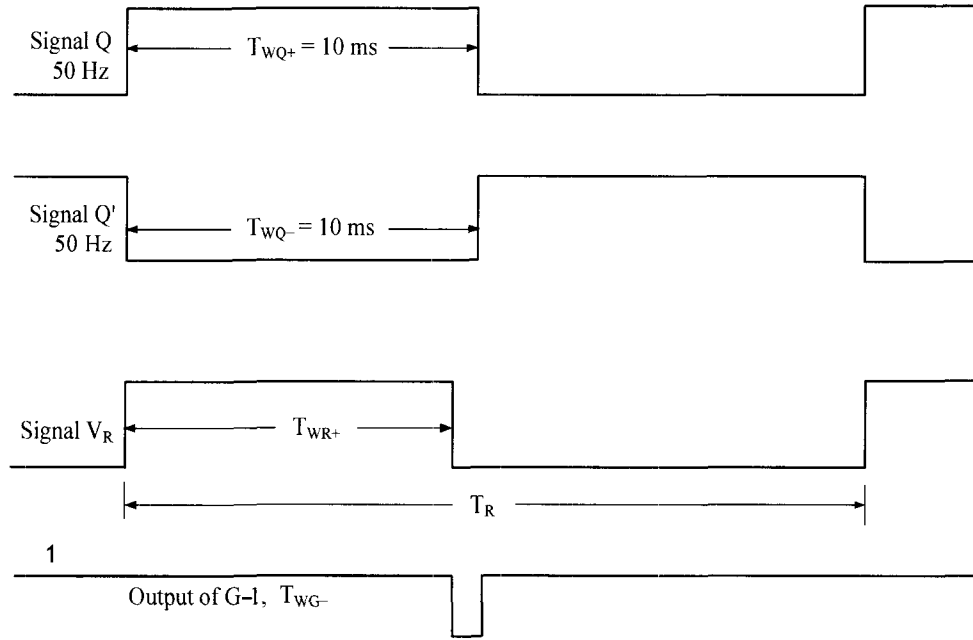 Signal Q
50 Hz
T_WQ+ = 10 ms
Signal Q'
50 Hz
T_WQ– = 10 ms
Signal V_R
T_WR+
T_R
1
Output of G–1, T_WG–